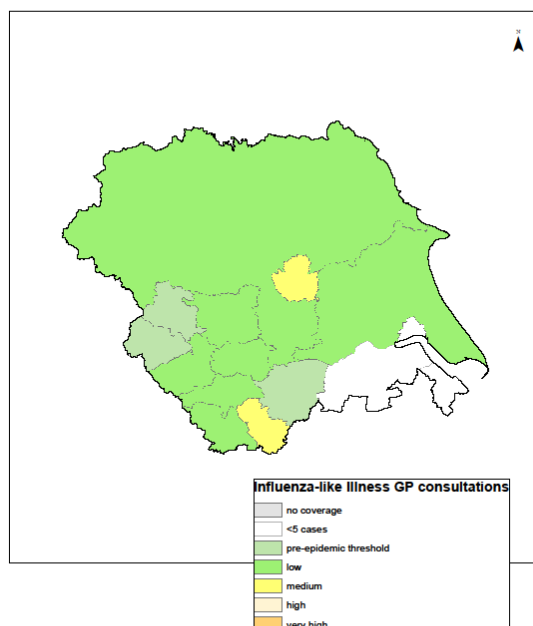 N
Influenza-like Illness GP consultations
no coverage
<5 cases
pre-epidemic threshold
low
medium
high
very high